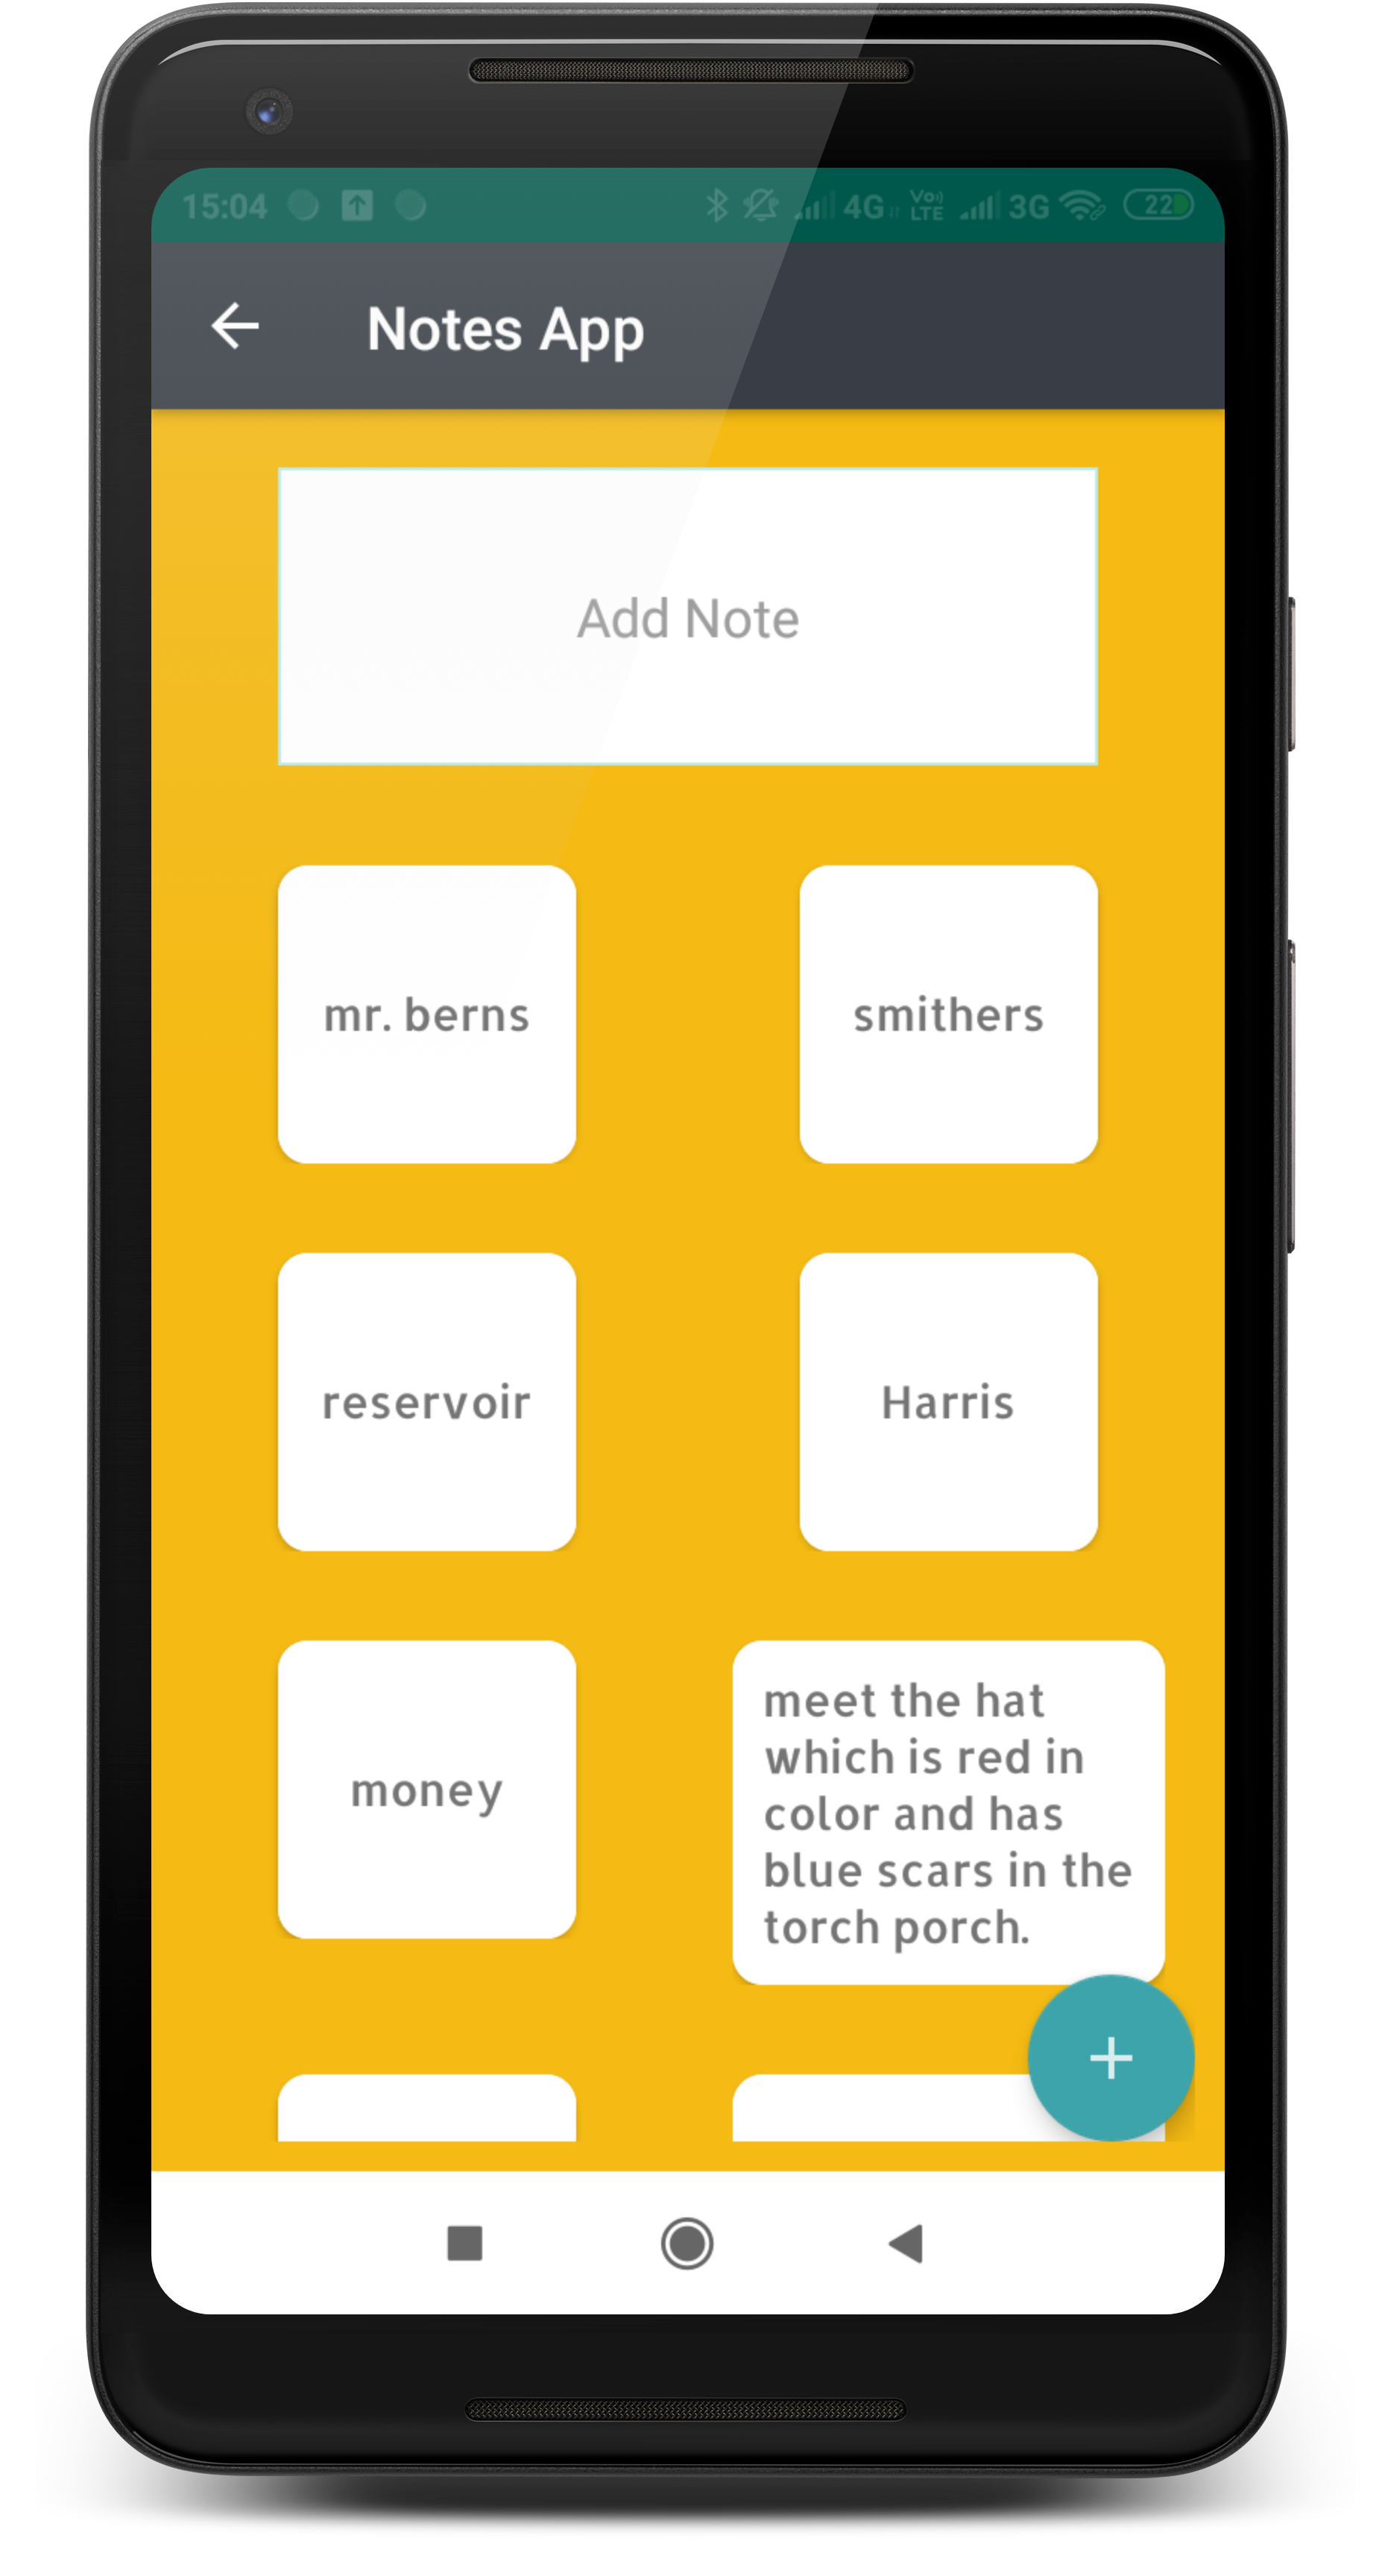 15:04 4G Vo) LTE 3G 22
Notes App
Add Note
mr. berns
smithers
reservoir
Harris
money
meet the hat
which is red in
color and has
blue scars in the
torch porch.